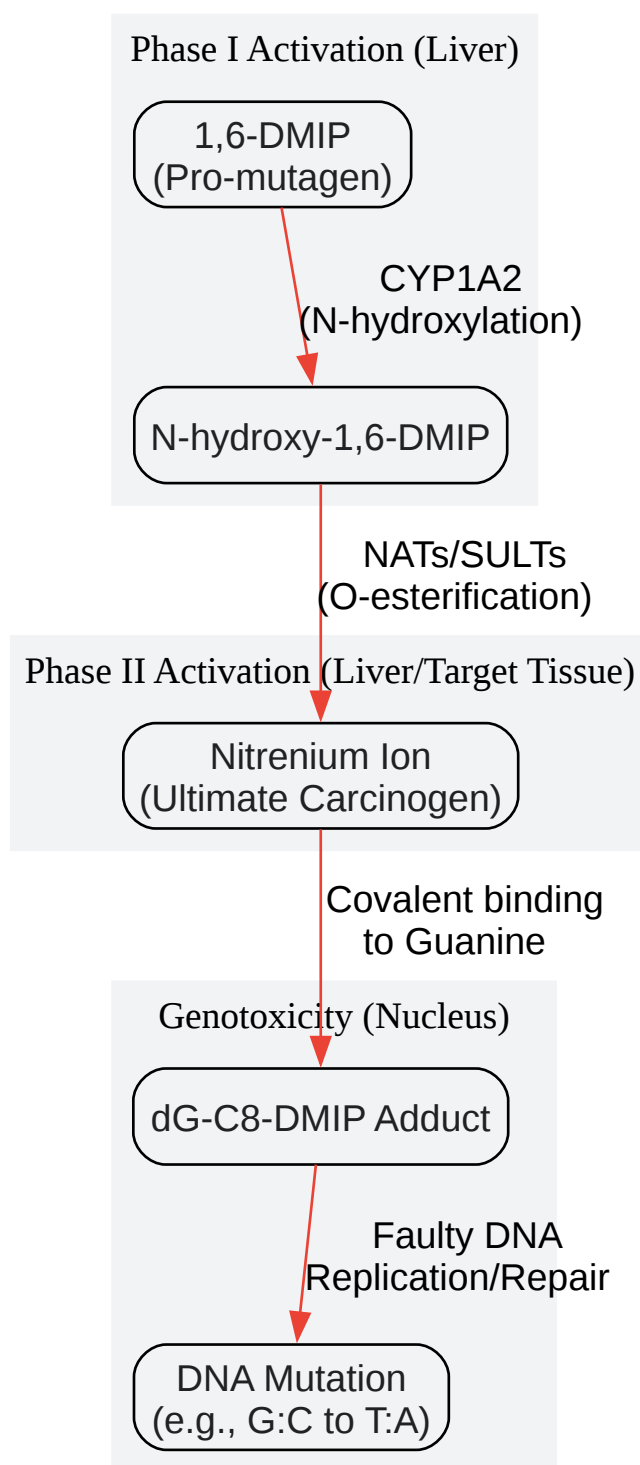 Phase I Activation (Liver)
1,6-DMIP
(Pro-mutagen)
CYP1A2
(N-hydroxylation)
N-hydroxy-1,6-DMIP
NATs/SULTs
(O-esterification)
Phase II Activation (Liver/Target Tissue)
Nitrenium Ion
(Ultimate Carcinogen)
Covalent binding
to Guanine
Genotoxicity (Nucleus)
dG-C8-DMIP Adduct
Faulty DNA
Replication/Repair
DNA Mutation
(e.g., G:C to T:A)